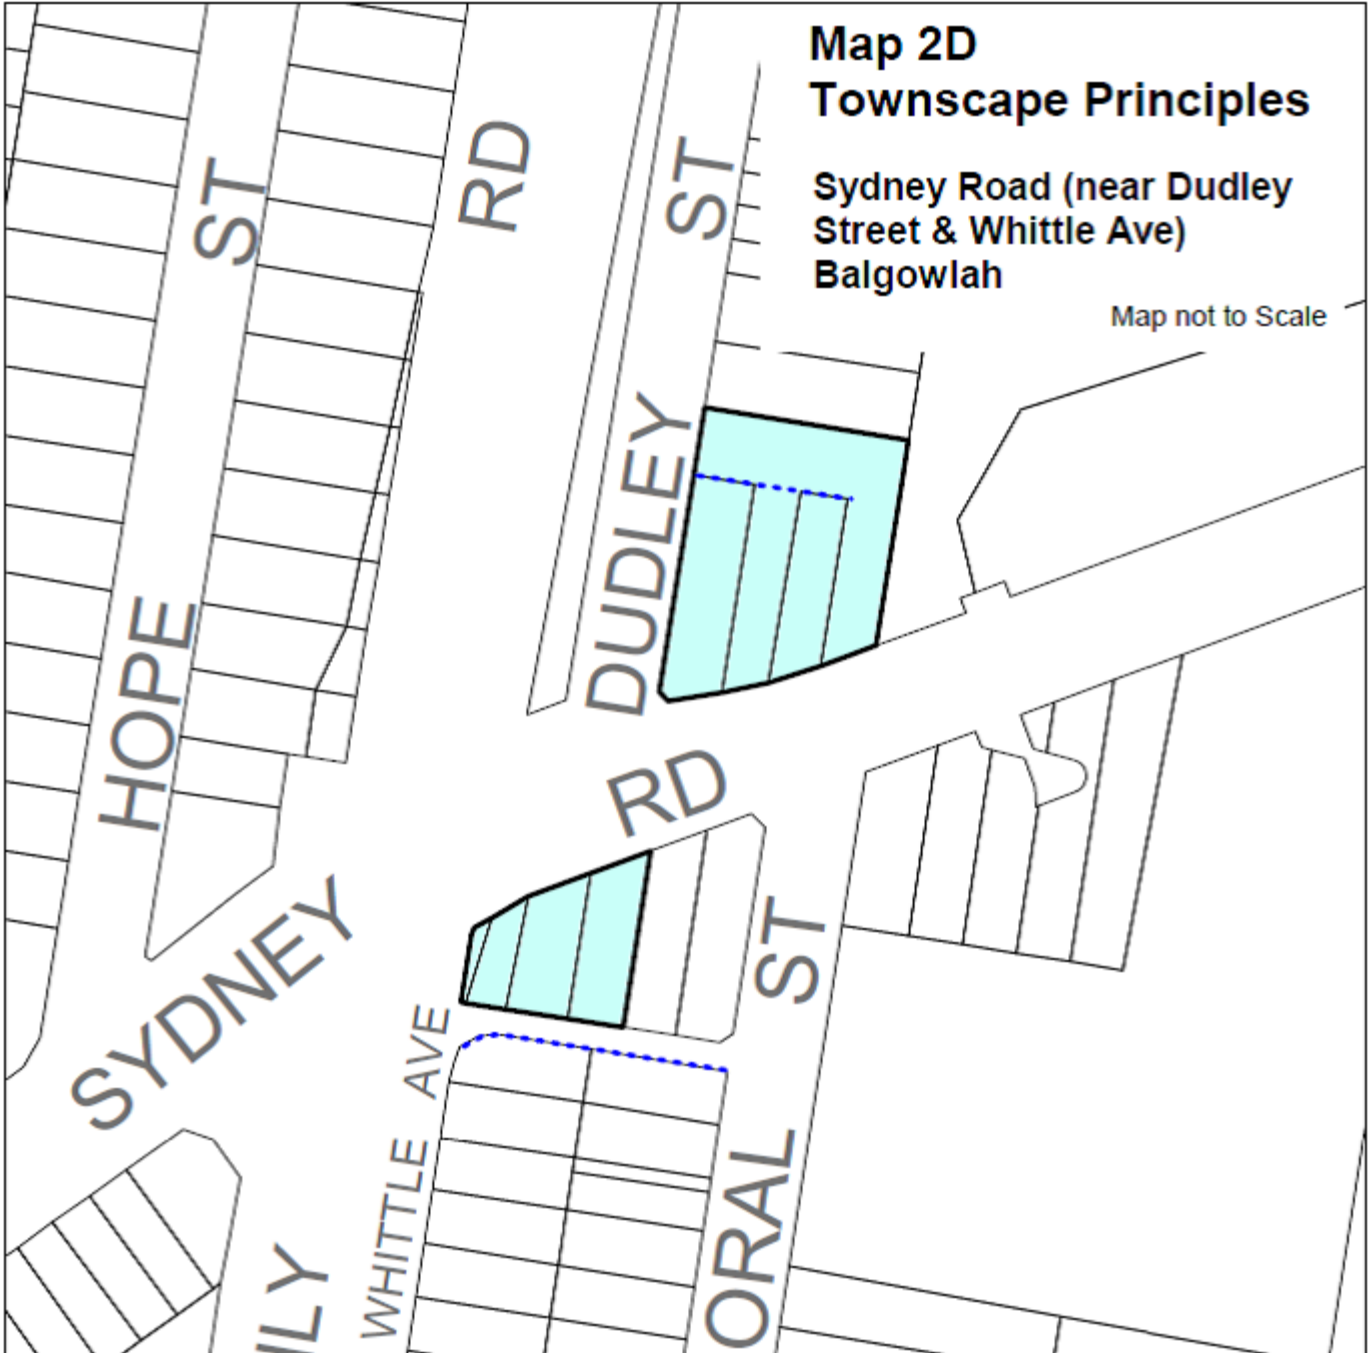 Map 2D
Townscape Principles
Sydney Road (near Dudley
Street & Whittle Ave)
Balgowlah
Map not to Scale
HOPE ST
RD
DUDLEY ST
SYDNEY RD
WHITTLE AVE
ORAL ST
ILY